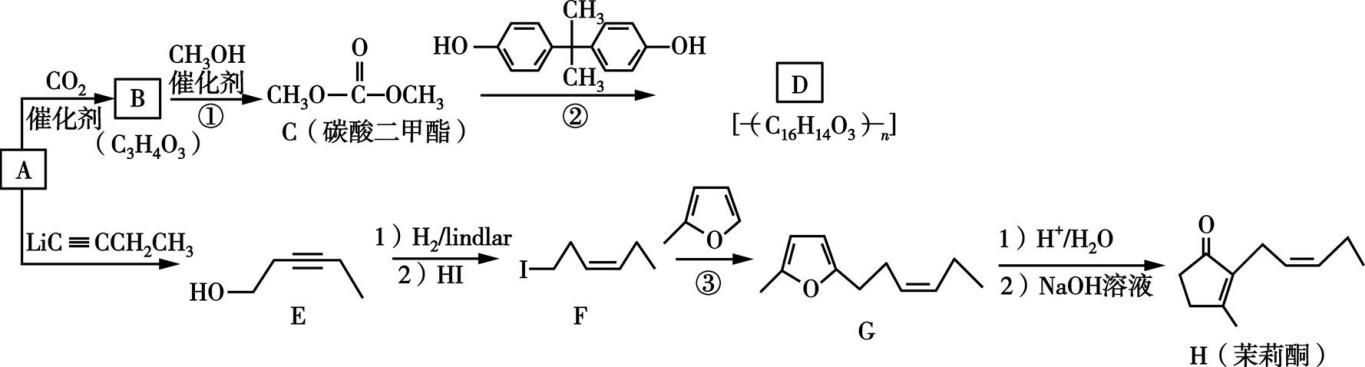 CH₃
HO OH
CH₃
CO₂
催化剂
B
(C₃H₄O₃)
CH₃OH
催化剂
①
O
CH₃O—C—OCH₃
C(碳酸二甲酯)
②
D
[-(C₁₆H₁₄O₃)-ₙ]
A
LiC≡CCH₂CH₃
HO
E
1)H₂/lindlar
2)HI
I
F
O
③
O
G
1)H⁺/H₂O
2)NaOH溶液
O
H(茉莉酮)